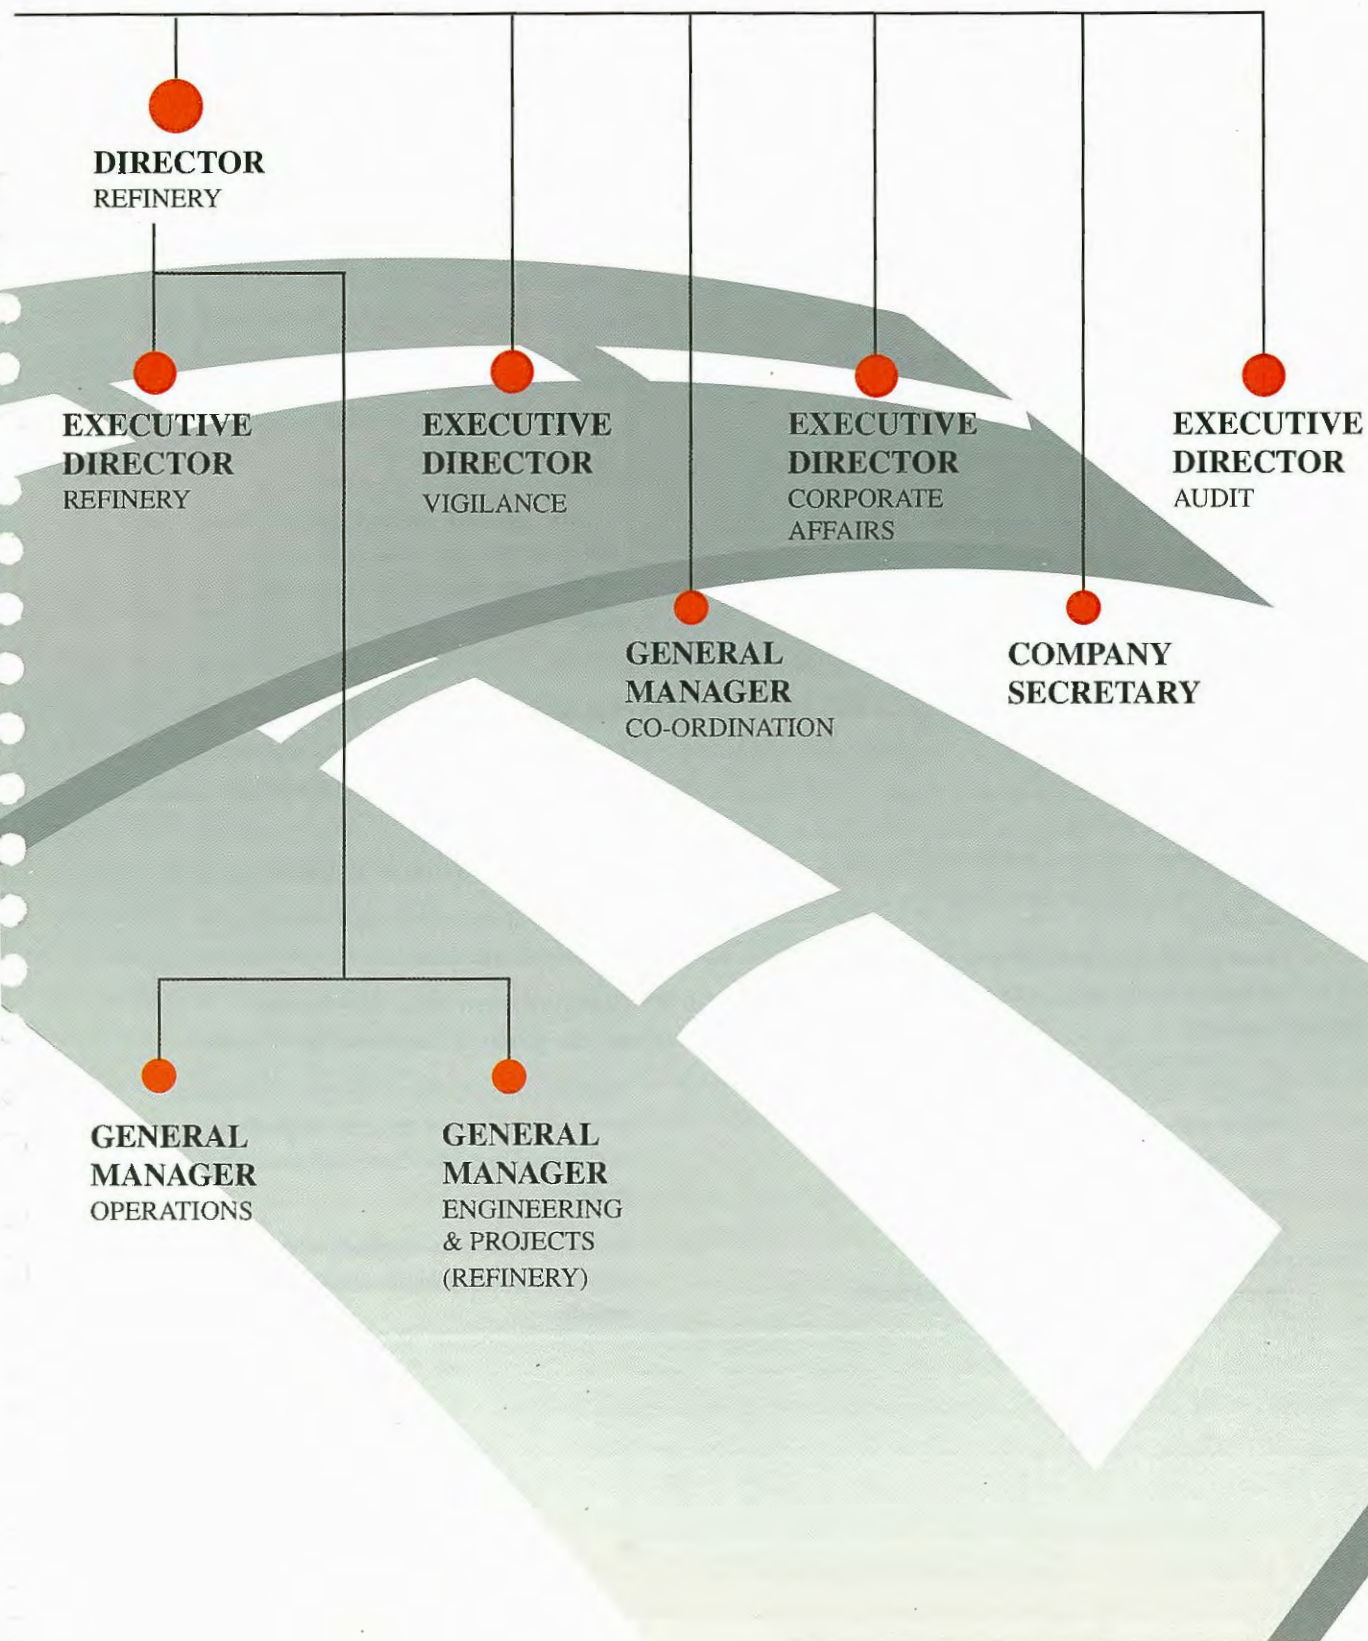 DIRECTOR
REFINERY
EXECUTIVE
DIRECTOR
REFINERY
EXECUTIVE
DIRECTOR
VIGILANCE
EXECUTIVE
DIRECTOR
CORPORATE
AFFAIRS
EXECUTIVE
DIRECTOR
AUDIT
GENERAL
MANAGER
CO-ORDINATION
COMPANY
SECRETARY
GENERAL
MANAGER
OPERATIONS
GENERAL
MANAGER
ENGINEERING
& PROJECTS
(REFINERY)